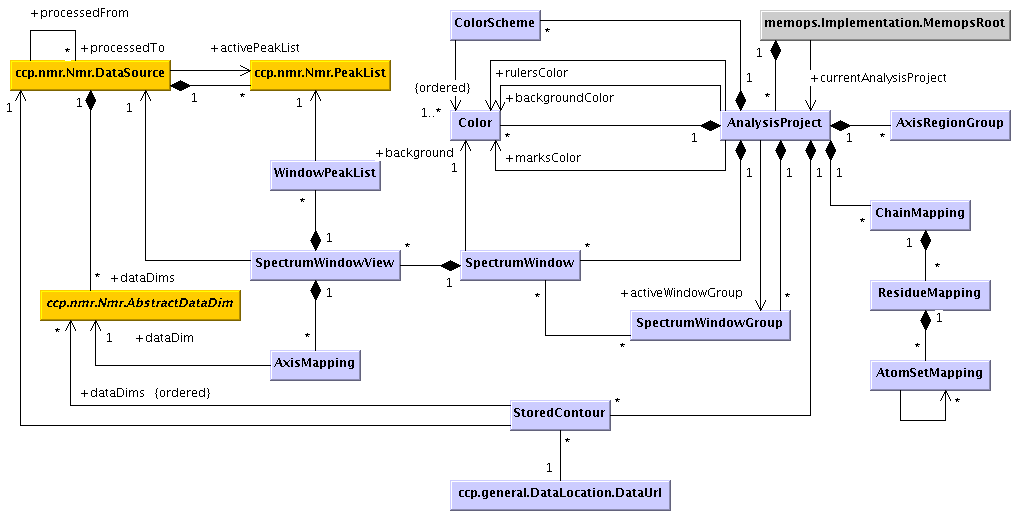 +processedFrom
ColorScheme
*
memops.Implementation.MemopsRoot
*
+processedTo
+activePeakList
1
ccp.nmr.Nmr.DataSource
ccp.nmr.Nmr.PeakList
+rulersColor
1
+currentAnalysisProject
1
1
1
1
*
1
{ordered}
+backgroundColor
*
1..*
Color
*
1
AnalysisProject
1
*
AxisRegionGroup
+background
+marksColor
1
WindowPeakList
1
1
1
1
*
*
ChainMapping
1
*
*
1
SpectrumWindowView
1
SpectrumWindow
*
*
+dataDims
1
+activeWindowGroup
*
ResidueMapping
ccp.nmr.Nmr.AbstractDataDim
*
SpectrumWindowGroup
1
*
1
+dataDim
*
*
*
AxisMapping
AtomSetMapping
+dataDims {ordered}
*
*
StoredContour
*
1
ccp.general.DataLocation.DataUrl